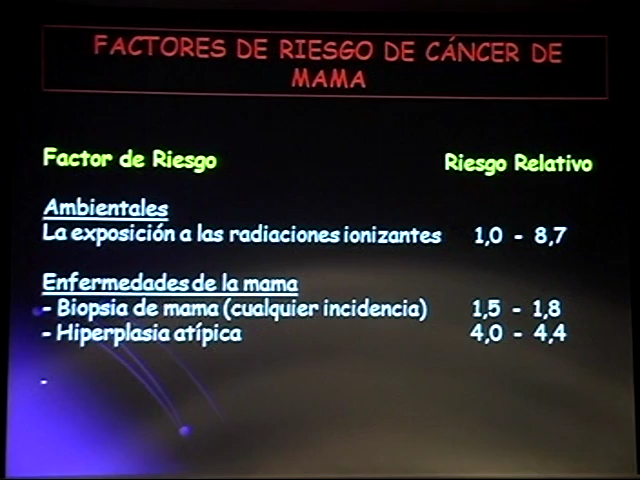 FACTORES DE RIESGO DE CÁNCER DE
MAMA
Factor de Riesgo Riesgo Relativo
Ambientales
La exposición a las radiaciones ionizantes 1,0 - 8,7
Enfermedades de la mama
- Biopsia de mama (cualquier incidencia) 1,5 - 1,8
- Hiperplasia atípica 4,0 - 4,4
-